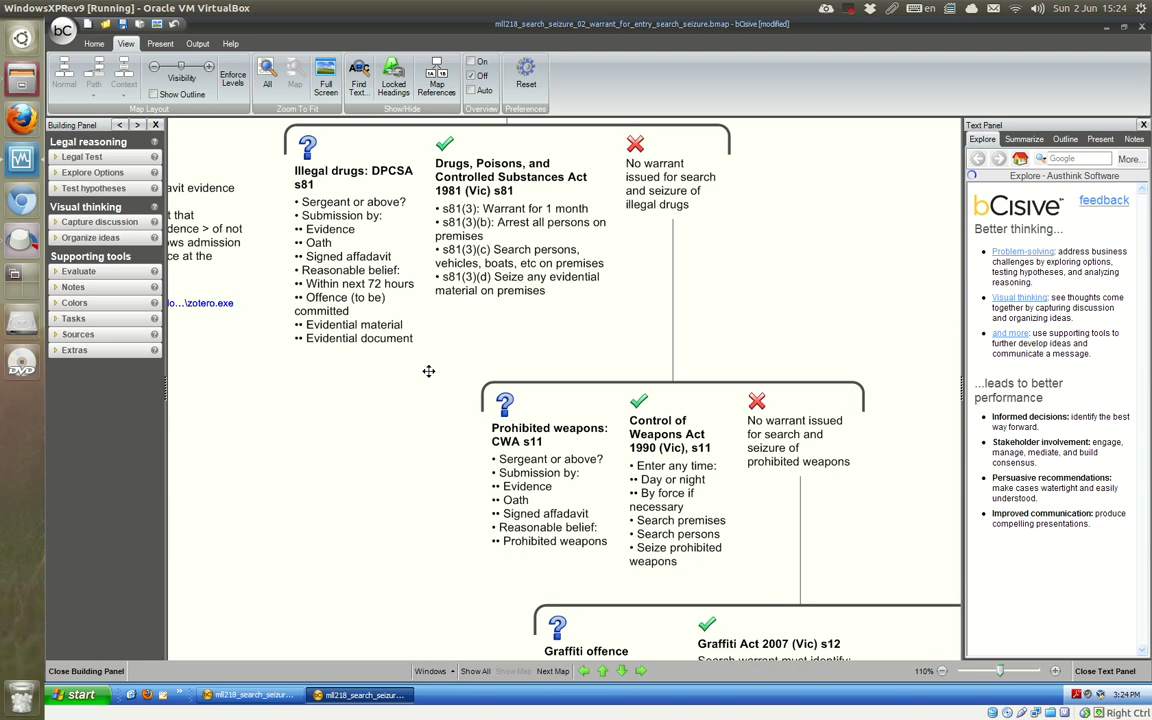 WindowsXPRev9 [Running] - Oracle VM VirtualBox
en
Sun 2 Jun
15:24
bC
mll218_search_seizure_02_warrant_for_entry_search_seizure.bmap - bCisive [modified]
Home
View
Present
Output
Help
Normal
Path
Context
Visibility
Show Outline
Enforce
Levels
Map Layout
All
Map
Full
Screen
Zoom To Fit
Find
Text...
Locked
Headings
Map
References
Show/Hide
On
Off
Auto
Overview
Reset
Preferences
Building Panel
Legal reasoning
Legal Test
Explore Options
Test hypotheses
Visual thinking
Capture discussion
Organize ideas
Supporting tools
Evaluate
Notes
Colors
Tasks
Sources
Extras
avit evidence
t that
dence > of not
ws admission
ce at the
lo...\zotero.exe
Illegal drugs: DPCSA
s81
• Sergeant or above?
• Submission by:
•• Evidence
•• Oath
•• Signed affadavit
• Reasonable belief:
•• Within next 72 hours
•• Offence (to be)
committed
•• Evidential material
•• Evidential document
Drugs, Poisons, and
Controlled Substances Act
1981 (Vic) s81
• s81(3): Warrant for 1 month
• s81(3)(b): Arrest all persons on
premises
• s81(3)(c) Search persons,
vehicles, boats, etc on premises
• s81(3)(d) Seize any evidential
material on premises
No warrant
issued for search
and seizure of
illegal drugs
Prohibited weapons:
CWA s11
• Sergeant or above?
• Submission by:
•• Evidence
•• Oath
•• Signed affadavit
• Reasonable belief:
•• Prohibited weapons
Control of
Weapons Act
1990 (Vic), s11
• Enter any time:
•• Day or night
•• By force if
necessary
• Search premises
• Search persons
• Seize prohibited
weapons
No warrant issued
for search and
seizure of
prohibited weapons
Graffiti offence
Graffiti Act 2007 (Vic) s12
Search warrant must identify:
Text Panel
Explore
Summarize
Outline
Present
Notes
Google
More...
Explore - Austhink Software
bCisive
feedback
Better thinking...
Problem-solving: address business
challenges by exploring options,
testing hypotheses, and analyzing
reasoning.
Visual thinking: see thoughts come
together by capturing discussion
and organizing ideas.
and more: use supporting tools to
further develop ideas and
communicate a message.
...leads to better
performance
Informed decisions: identify the best
way forward.
Stakeholder involvement: engage,
manage, mediate, and build
consensus.
Persuasive recommendations:
make cases watertight and easily
understood.
Improved communication: produce
compelling presentations.
Close Building Panel
Windows
Show All
Show Map
Next Map
110%
Close Text Panel
start
mll218_search_seizur...
mll218_search_seizur...
3:24 PM
Right Ctrl